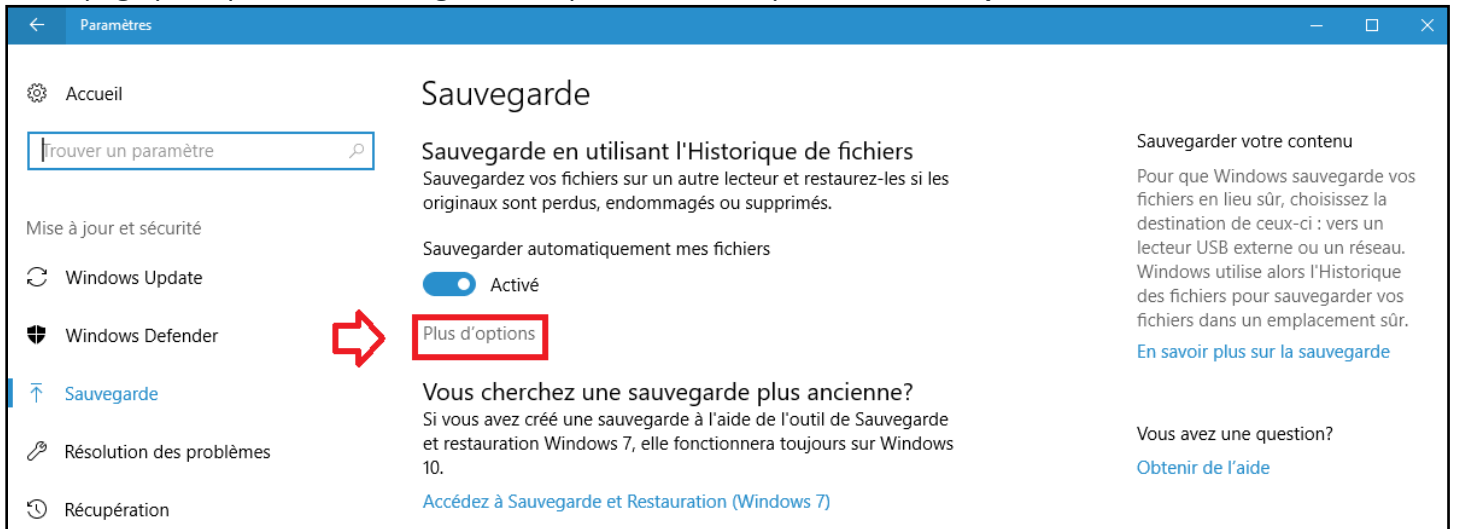 Paramètres
Accueil
Trouver un paramètre
Mise à jour et sécurité
Windows Update
Windows Defender
Sauvegarde
Résolution des problèmes
Récupération
Sauvegarde
Sauvegarde en utilisant l'Historique de fichiers
Sauvegardez vos fichiers sur un autre lecteur et restaurez-les si les
originaux sont perdus, endommagés ou supprimés.
Sauvegarder automatiquement mes fichiers
Activé
Plus d'options
Vous cherchez une sauvegarde plus ancienne?
Si vous avez créé une sauvegarde à l'aide de l'outil de Sauvegarde
et restauration Windows 7, elle fonctionnera toujours sur Windows
10.
Accédez à Sauvegarde et Restauration (Windows 7)
Sauvegarder votre contenu
Pour que Windows sauvegarde vos
fichiers en lieu sûr, choisissez la
destination de ceux-ci : vers un
lecteur USB externe ou un réseau.
Windows utilise alors l'Historique
des fichiers pour sauvegarder vos
fichiers dans un emplacement sûr.
En savoir plus sur la sauvegarde
Vous avez une question?
Obtenir de l'aide